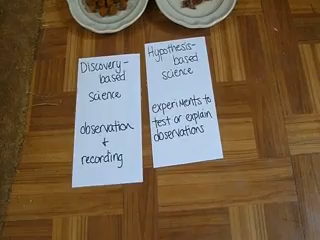 Discovery-
based
science
observation
+
recording
Hypothesis-
based
science
experiments to
test or explain
observations